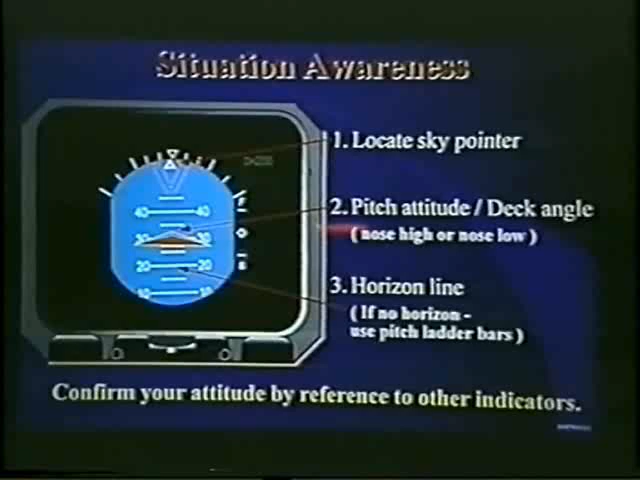 Situation Awareness
1. Locate sky pointer
2. Pitch attitude / Deck angle
( nose high or nose low )
3. Horizon line
( If no horizon -
use pitch ladder bars )
40 40
30 30
20 20
10 10
Confirm your attitude by reference to other indicators.